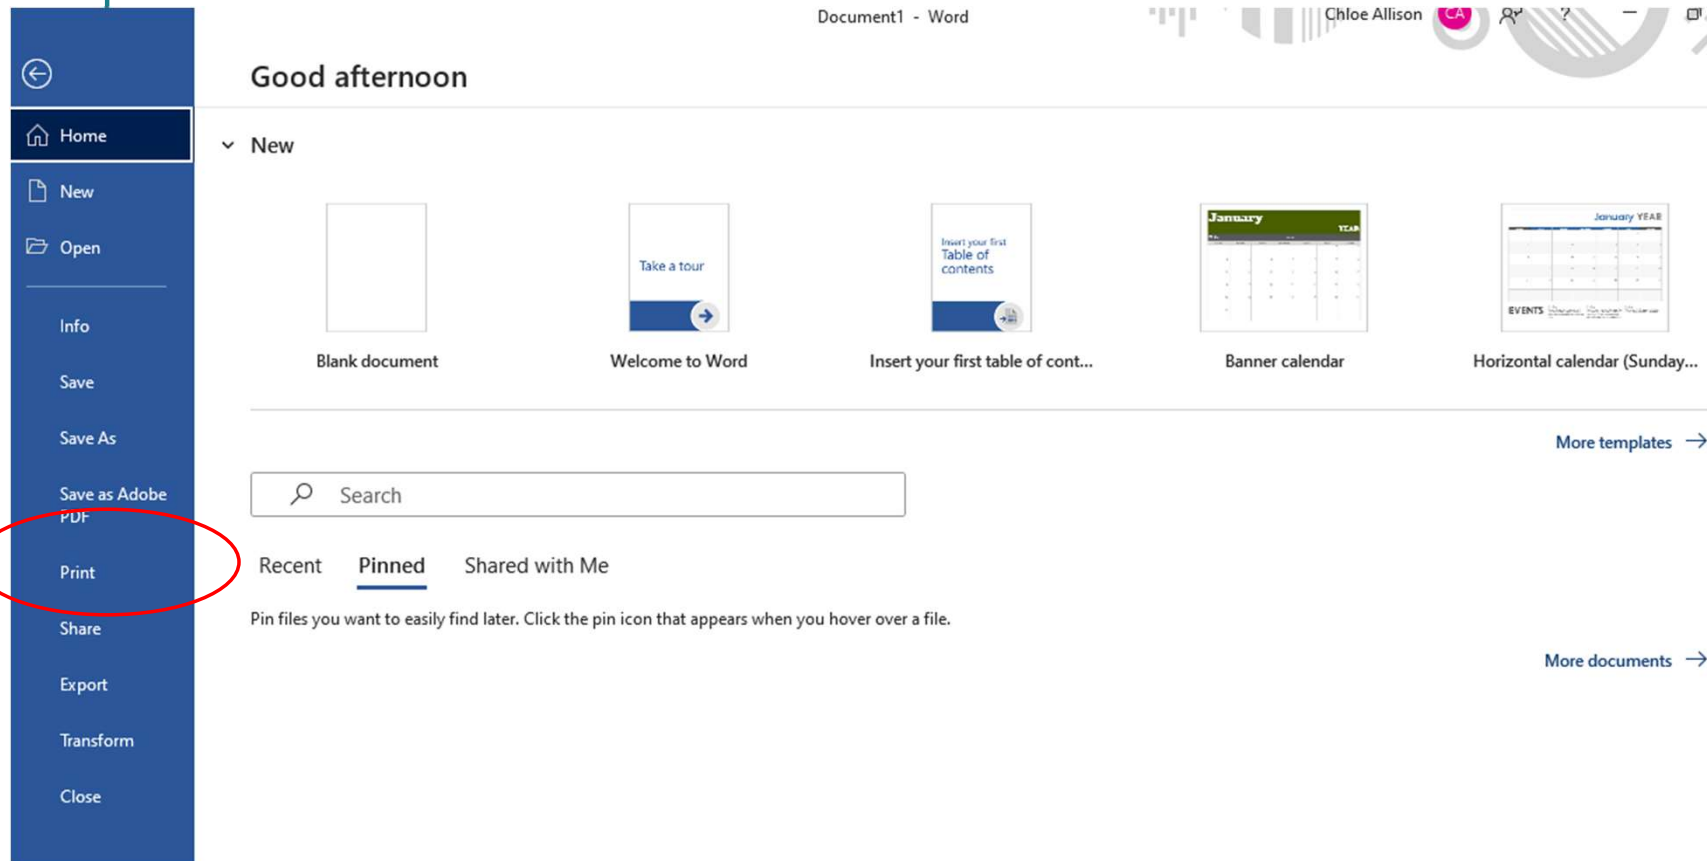 Document1 - Word
Chloe Allison
CA
?
Good afternoon
Home
New
Open
Info
Save
Save As
Save as Adobe
PDF
Print
Share
Export
Transform
Close
New
Take a tour
Insert your first
Table of
contents
January
YEAR
January YEAR
EVENTS
Blank document
Welcome to Word
Insert your first table of cont...
Banner calendar
Horizontal calendar (Sunday...
More templates
Search
Recent
Pinned
Shared with Me
Pin files you want to easily find later. Click the pin icon that appears when you hover over a file.
More documents